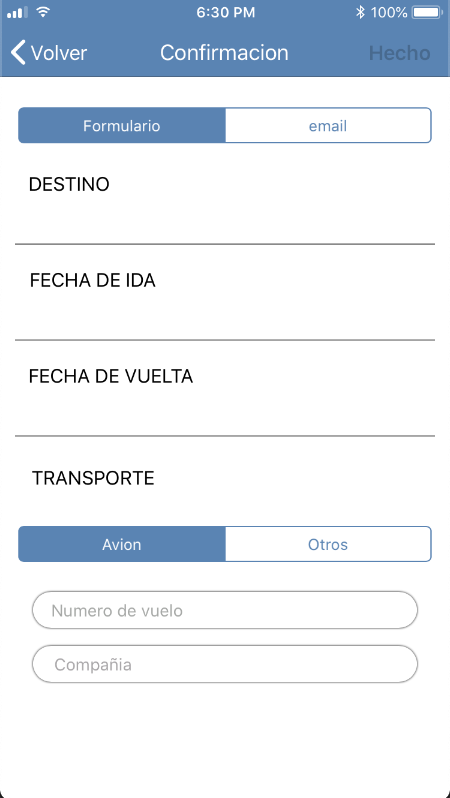 6:30 PM 100%
Volver Confirmacion Hecho
Formulario email
DESTINO
FECHA DE IDA
FECHA DE VUELTA
TRANSPORTE
Avion Otros
Numero de vuelo
Compañia